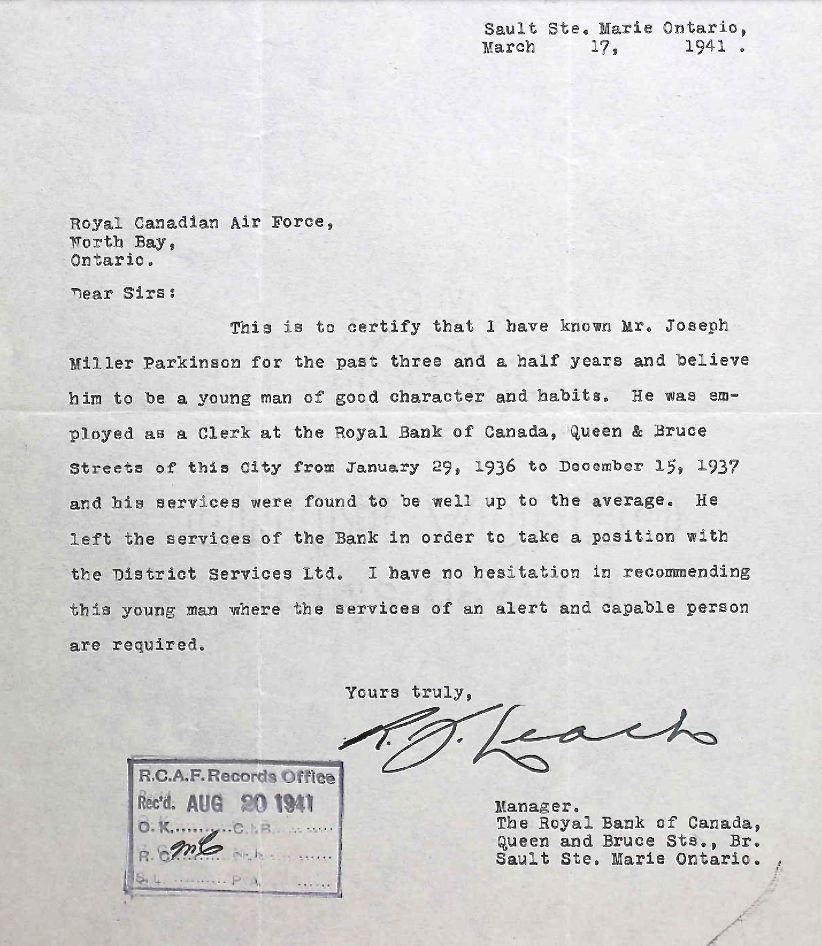 Sault Ste. Marie Ontario,
March 17, 1941 .
Royal Canadian Air Force,
North Bay,
Ontario.
Dear Sirs:
This is to certify that I have known Mr. Joseph
Miller Parkinson for the past three and a half years and believe
him to be a young man of good character and habits. He was em-
ployed as a Clerk at the Royal Bank of Canada, Queen & Bruce
Streets of this City from January 29, 1936 to December 15, 1937
and his services were found to be well up to the average. He
left the services of the Bank in order to take a position with
the District Services Ltd. I have no hesitation in recommending
this young man where the services of an alert and capable person
are required.
Yours truly,
R. J. Leach
R.C.A.F. Records Office
Rec'd. AUG 20 1941
O.K.......... C.I.B. ......
R.C.
P.A. ......
Manager.
The Royal Bank of Canada,
Queen and Bruce Sts., Br.
Sault Ste. Marie Ontario.